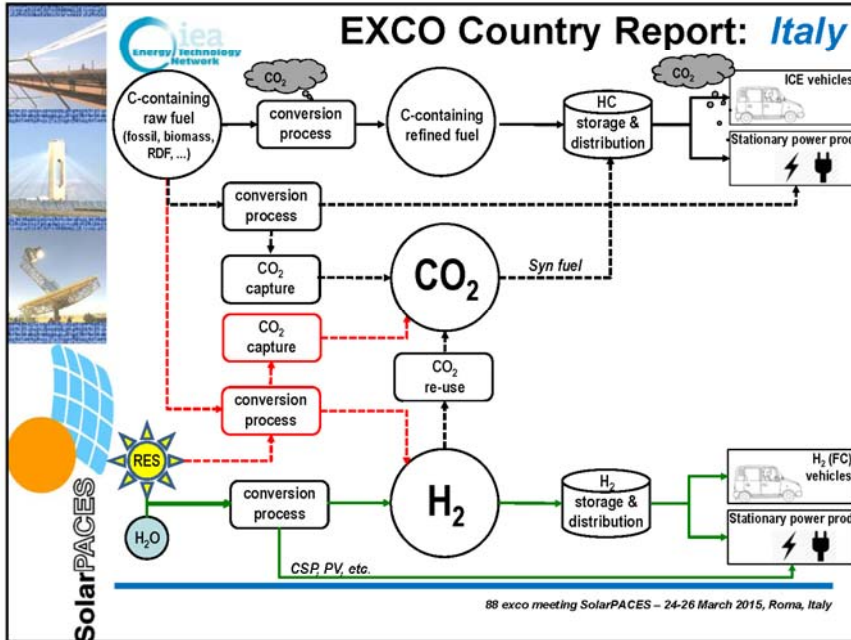 iea
Energy Technology
Network
EXCO Country Report: Italy
CO2
CO2
ICE vehicles
C-containing
raw fuel
(fossil, biomass,
RDF, ...)
conversion
process
C-containing
refined fuel
HC
storage &
distribution
Stationary power prod
conversion
process
CO2
capture
CO2
Syn fuel
CO2
capture
CO2
re-use
conversion
process
RES
H2 (FC)
vehicles
conversion
process
H2
H2
storage &
distribution
Stationary power prod
H2O
CSP, PV, etc.
SolarPACES
88 exco meeting SolarPACES – 24-26 March 2015, Roma, Italy